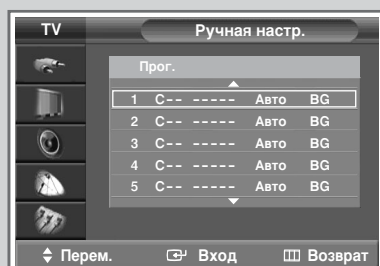 TV Ручная настр.
Прог.
1 C-- ----- Авто BG
2 C-- ----- Авто BG
3 C-- ----- Авто BG
4 C-- ----- Авто BG
5 C-- ----- Авто BG
Перем. Вход Возврат